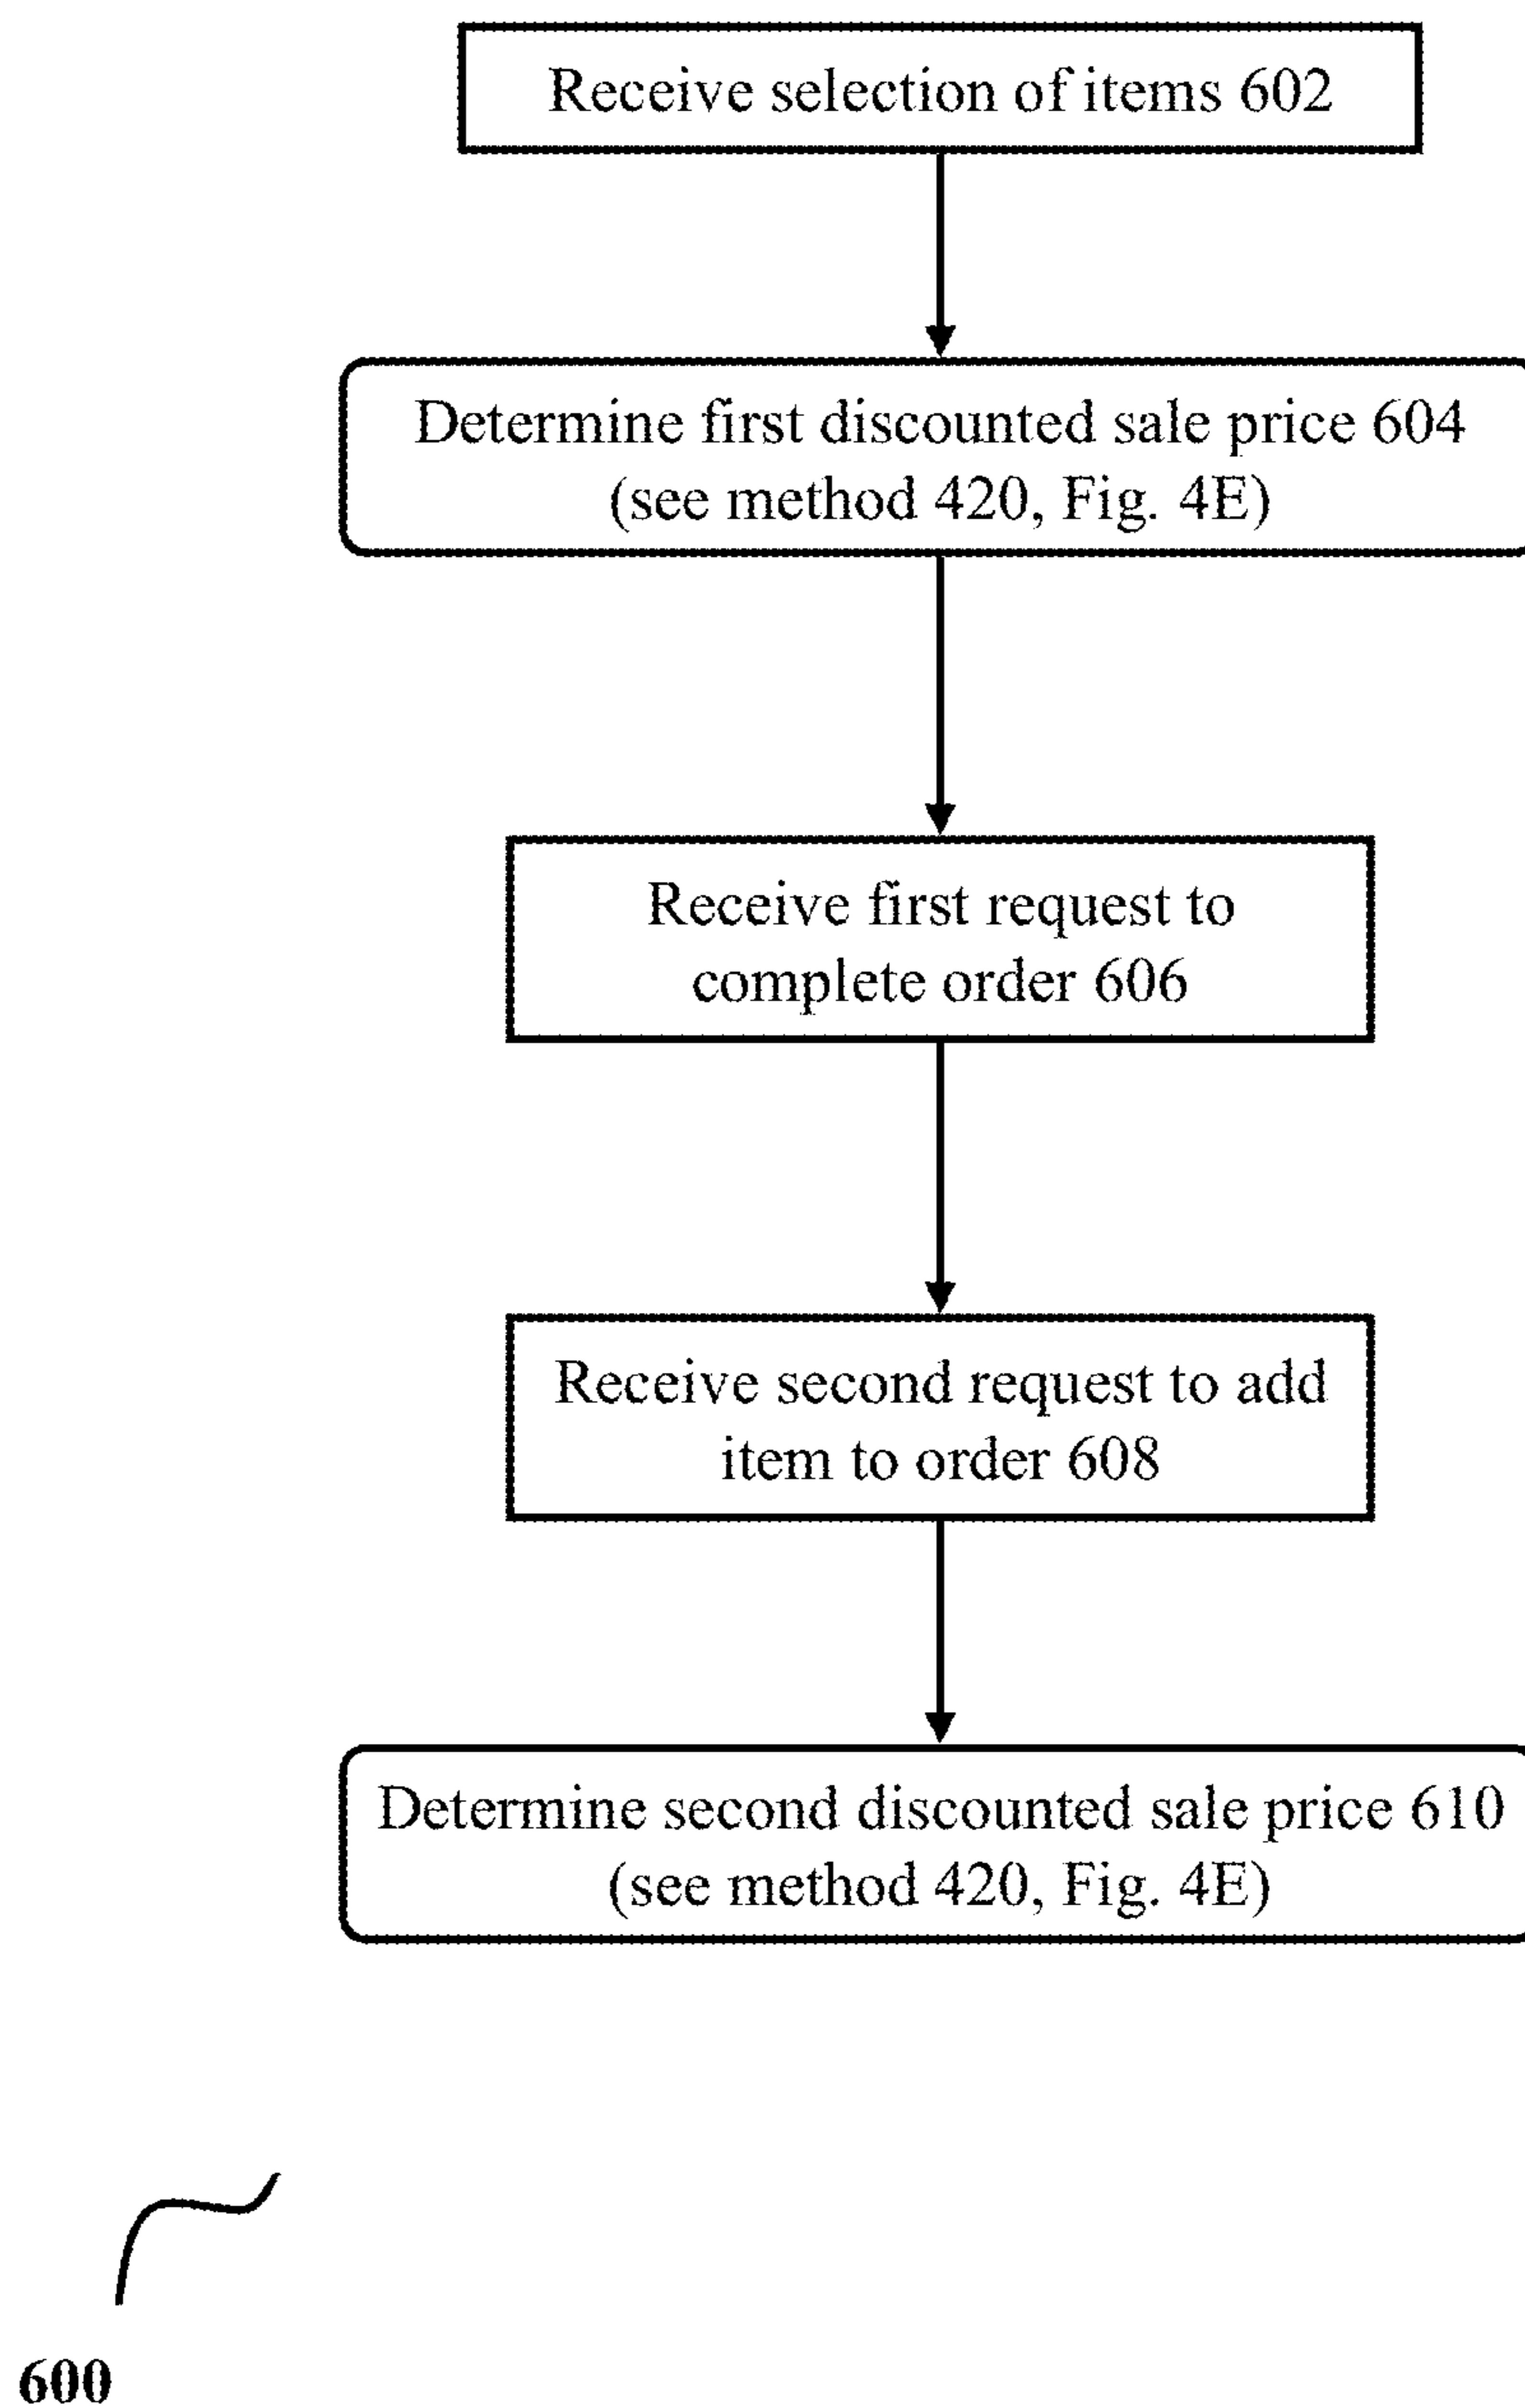 Receive selection of items 602
Determine first discounted sale price 604
(see method 420, Fig. 4E)
Receive first request to
complete order 606
Receive second request to add
item to order 608
Determine second discounted sale price 610
(see method 420, Fig. 4E)
600